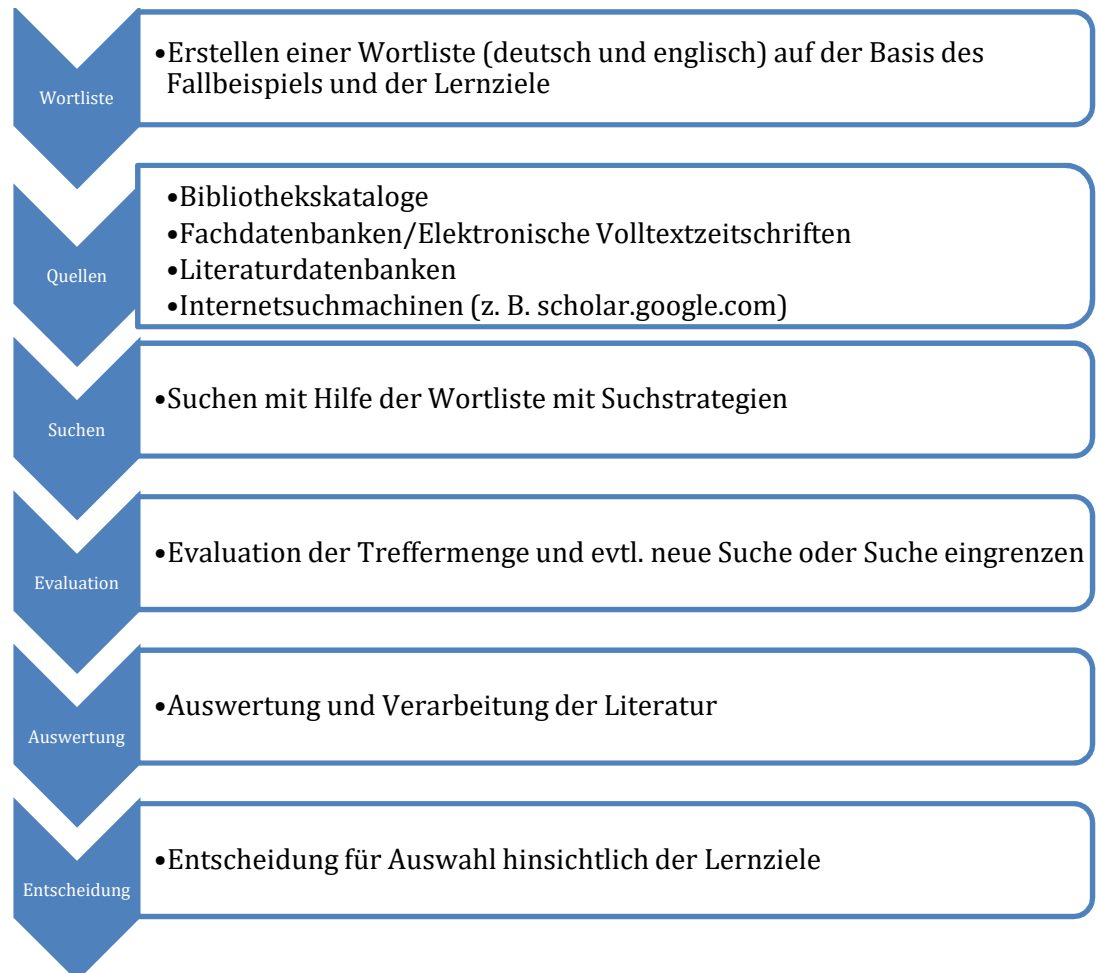 Wortliste
•Erstellen einer Wortliste (deutsch und englisch) auf der Basis des
Fallbeispiels und der Lernziele
Quellen
•Bibliothekskataloge
•Fachdatenbanken/Elektronische Volltextzeitschriften
•Literaturdatenbanken
•Internetsuchmachinen (z. B. scholar.google.com)
Suchen
•Suchen mit Hilfe der Wortliste mit Suchstrategien
Evaluation
•Evaluation der Treffermenge und evtl. neue Suche oder Suche eingrenzen
Auswertung
•Auswertung und Verarbeitung der Literatur
Entscheidung
•Entscheidung für Auswahl hinsichtlich der Lernziele